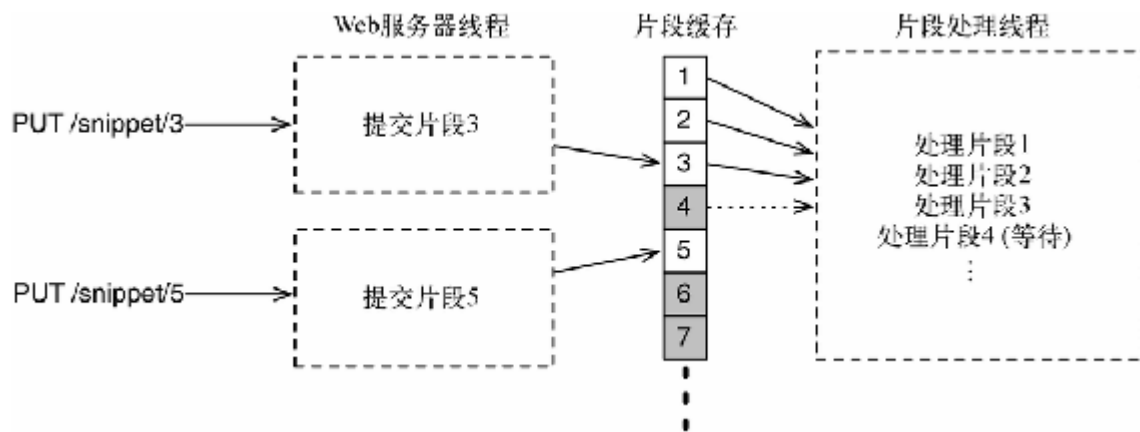 Web服务器线程
片段缓存
片段处理线程
PUT /snippet/3
提交片段3
PUT /snippet/5
提交片段5
1
2
3
4
5
6
7
处理片段1
处理片段2
处理片段3
处理片段4 (等待)
⋮